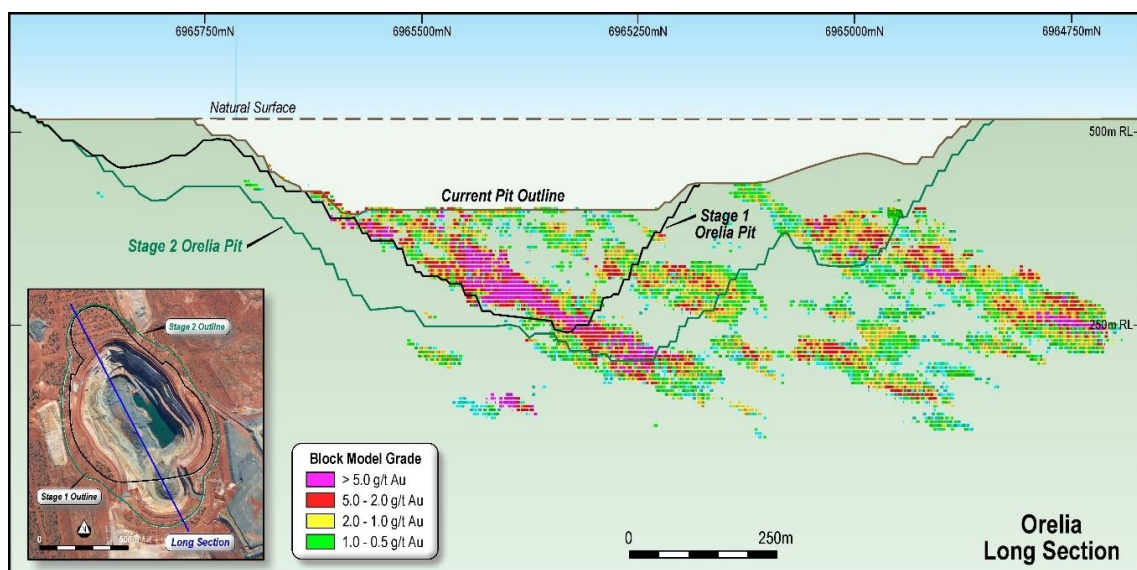 6965750mN
6965500mN
6965250mN
6965000mN
6964750mN
Natural Surface
500m RL
Current Pit Outline
Stage 1
Orelia Pit
Stage 2 Orelia Pit
250m RL
Stage 2 Outline
Stage 1 Outline
0
Long Section
Block Model Grade
> 5.0 g/t Au
5.0 - 2.0 g/t Au
2.0 - 1.0 g/t Au
1.0 - 0.5 g/t Au
0 250m
Orelia
Long Section